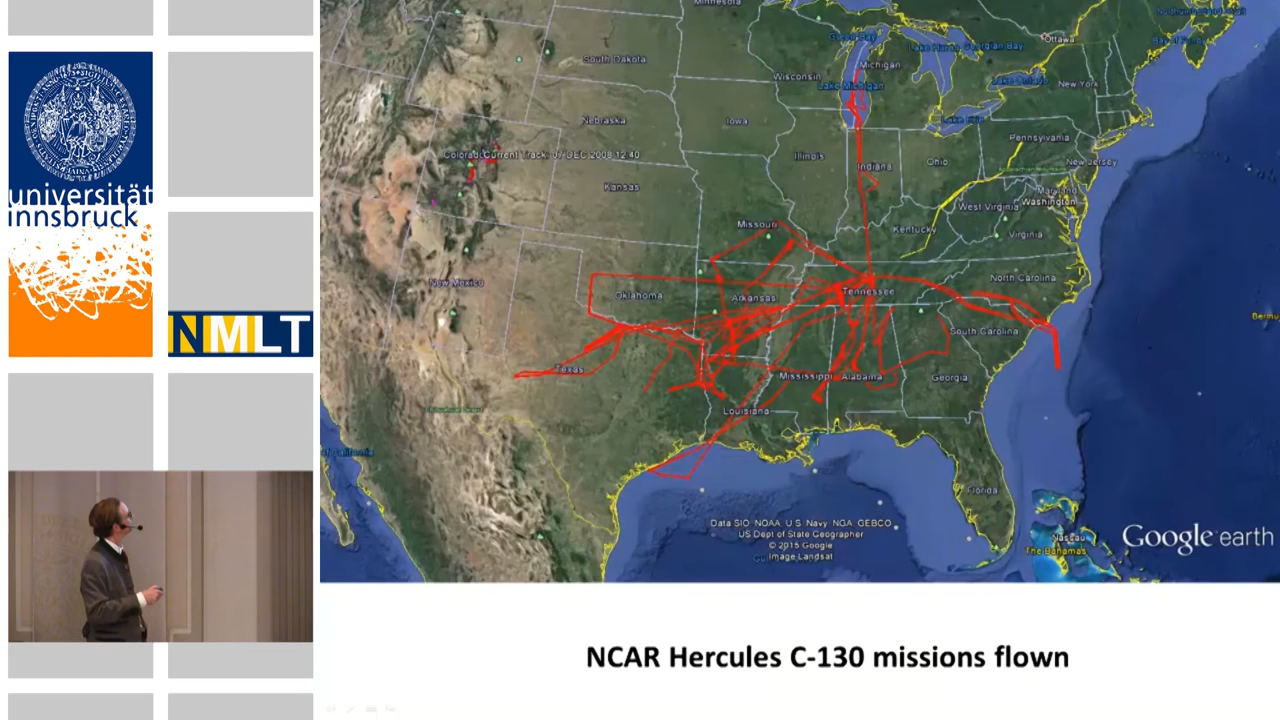 universität
innsbruck
NMLT
Minnesota
Green Bay
Ottawa
Michigan
South Dakota
Wisconsin
Lake Michigan
Lake Ontario
New York
Nebraska
Iowa
Lake Erie
Pennsylvania
Colorado
Current Track: 07 DEC 2008 12:40
Illinois
Indiana
Ohio
New Jersey
Kansas
Maryland
Washington
West Virginia
Missouri
Kentucky
Virginia
New Mexico
Oklahoma
Arkansas
Tennessee
North Carolina
South Carolina
Texas
Mississippi
Alabama
Georgia
Louisiana
Florida
Data SIO, NOAA, U.S. Navy, NGA, GEBCO
US Dept of State Geographer
© 2015 Google
Image Landsat
Google earth
Nassau
The Bahamas
NCAR Hercules C-130 missions flown